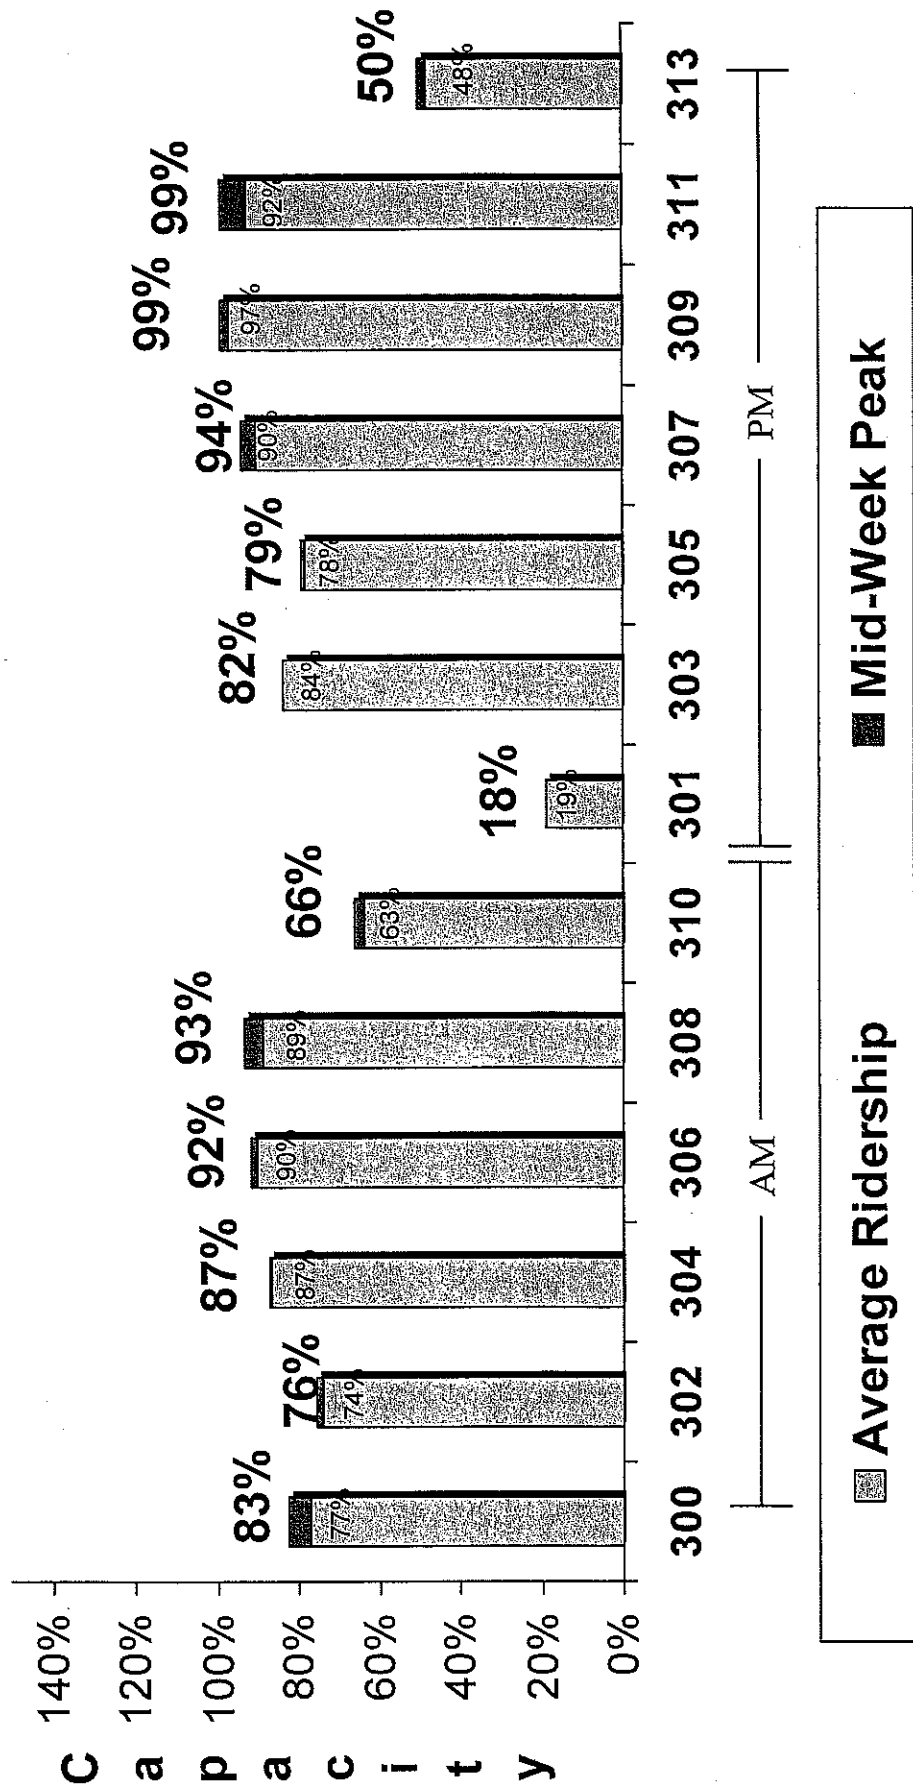 Capacity
140%
120%
100%
80%
60%
40%
20%
0%
83% 76% 87% 92% 93% 66% 18% 82% 79% 94% 99% 99% 50%
77% 74% 87% 90% 89% 63% 19% 84% 78% 90% 97% 92% 48%
300 302 304 306 308 310 301 303 305 307 309 311 313
AM PM
Average Ridership Mid-Week Peak